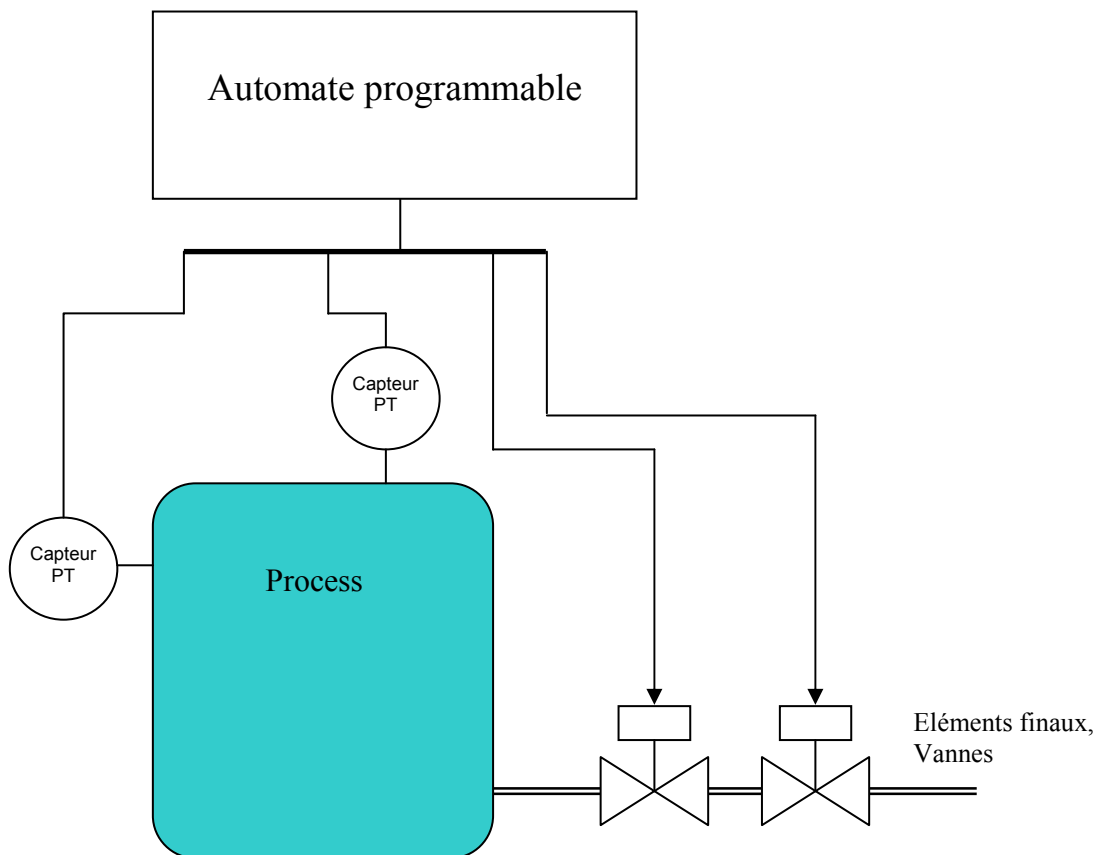 Automate programmable
Capteur
PT
Capteur
PT
Process
Eléments finaux,
Vannes